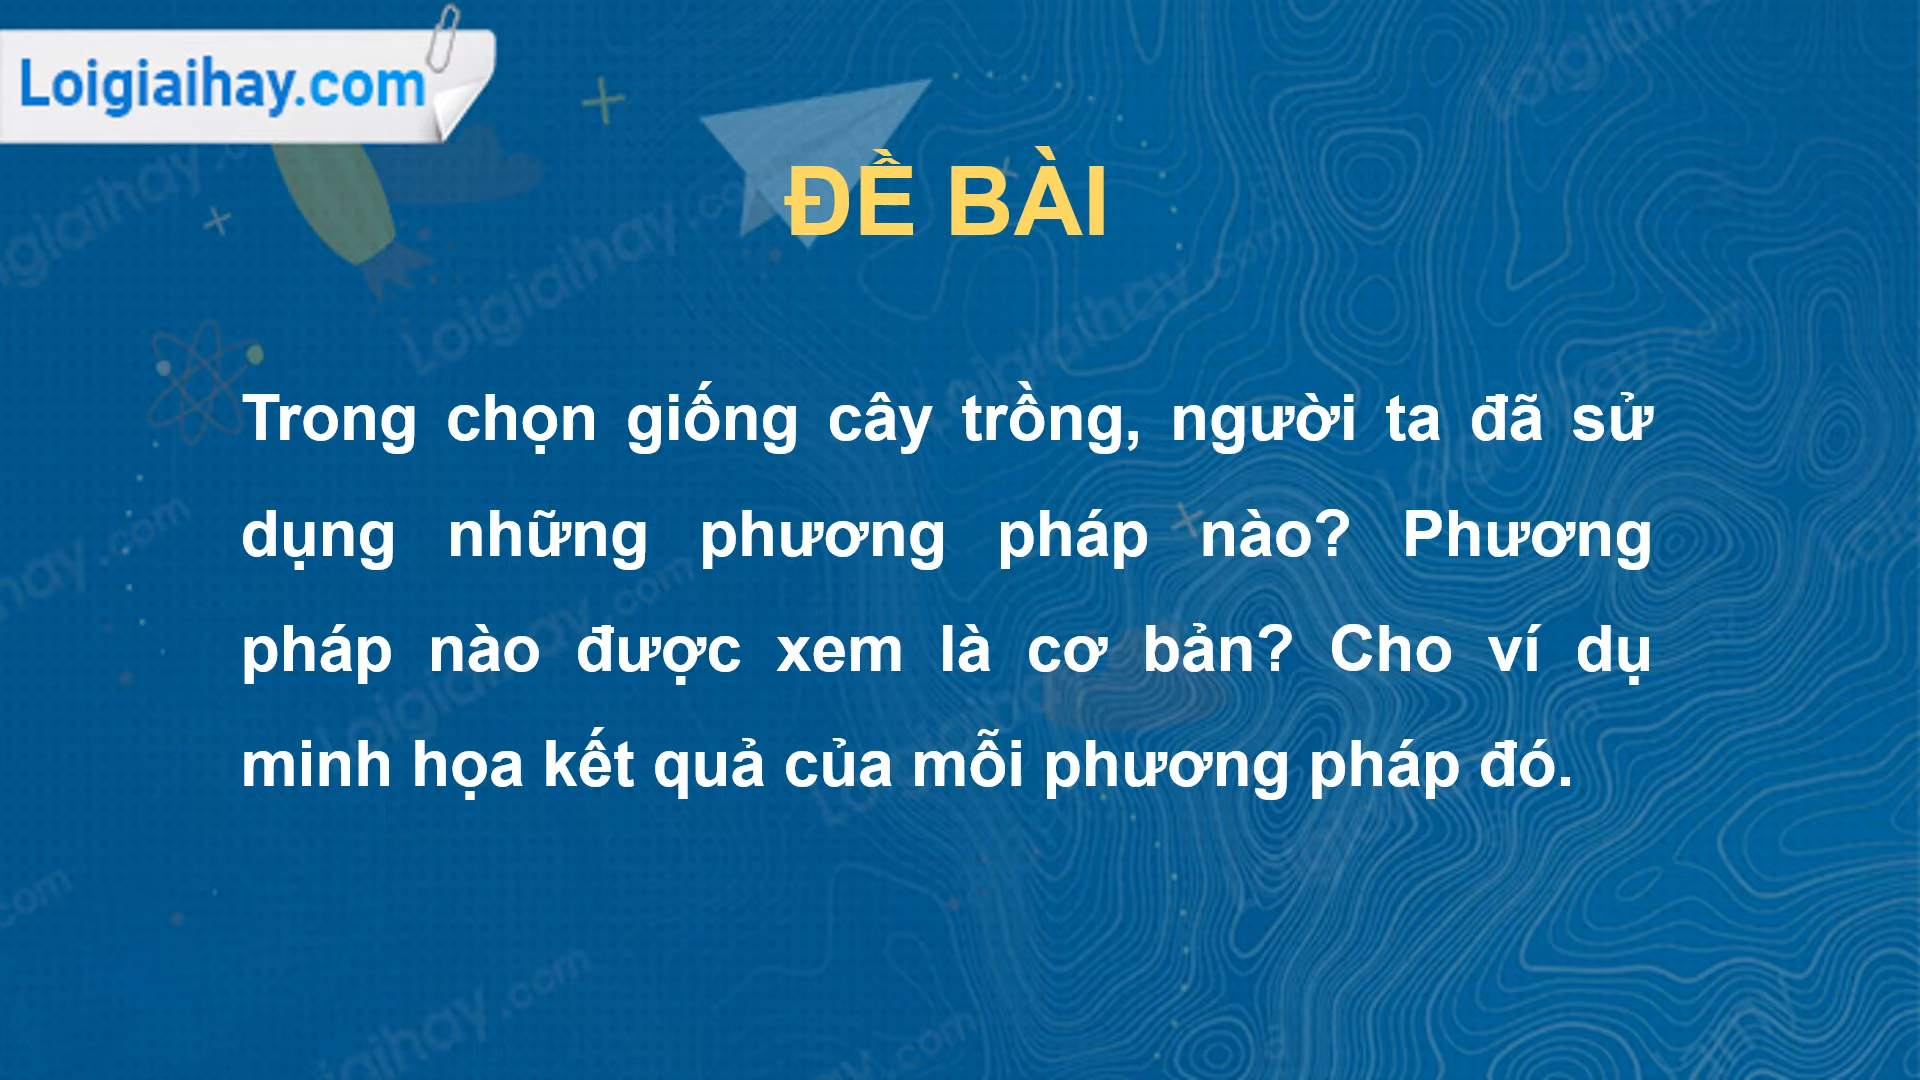 Loigiaihay.com
ĐỀ BÀI
Trong chọn giống cây trồng, người ta đã sử
dụng những phương pháp nào? Phương
pháp nào được xem là cơ bản? Cho ví dụ
minh họa kết quả của mỗi phương pháp đó.